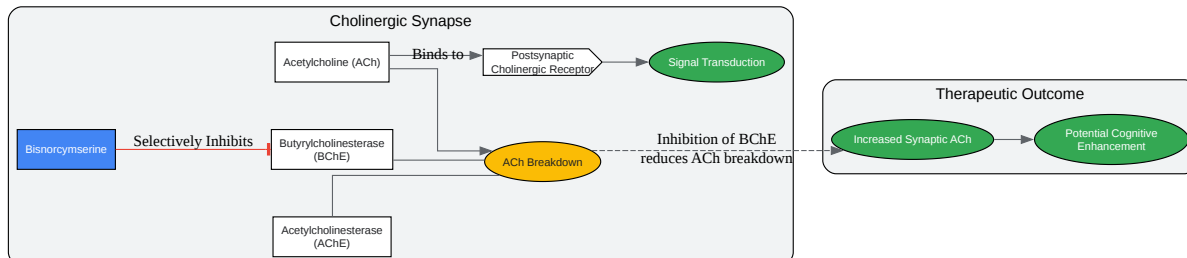 Cholinergic Synapse
Acetylcholine (ACh)
Binds to
Postsynaptic
Cholinergic Receptor
Signal Transduction
Therapeutic Outcome
Bisnorcymserine
Selectively Inhibits
Butyrylcholinesterase
(BChE)
ACh Breakdown
Inhibition of BChE
reduces ACh breakdown
Increased Synaptic ACh
Potential Cognitive
Enhancement
Acetylcholinesterase
(AChE)